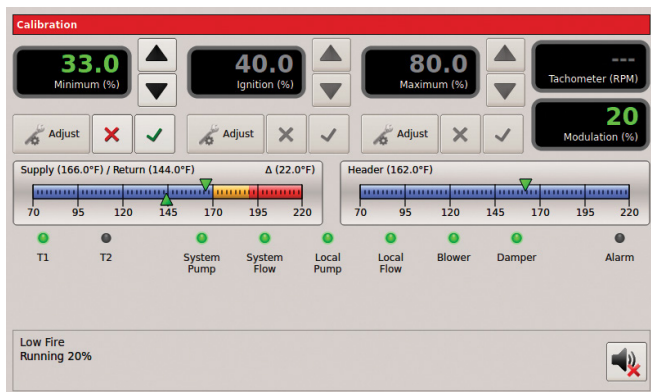 Calibration
33.0
Minimum (%)
40.0
Ignition (%)
80.0
Maximum (%)
---
Tachometer (RPM)
Adjust
Adjust
Adjust
20
Modulation (%)
Supply (166.0°F) / Return (144.0°F) Δ (22.0°F)
70 95 120 145 170 195 220
Header (162.0°F)
70 95 120 145 170 195 220
T1
T2
System
Pump
System
Flow
Local
Pump
Local
Flow
Blower
Damper
Alarm
Low Fire
Running 20%